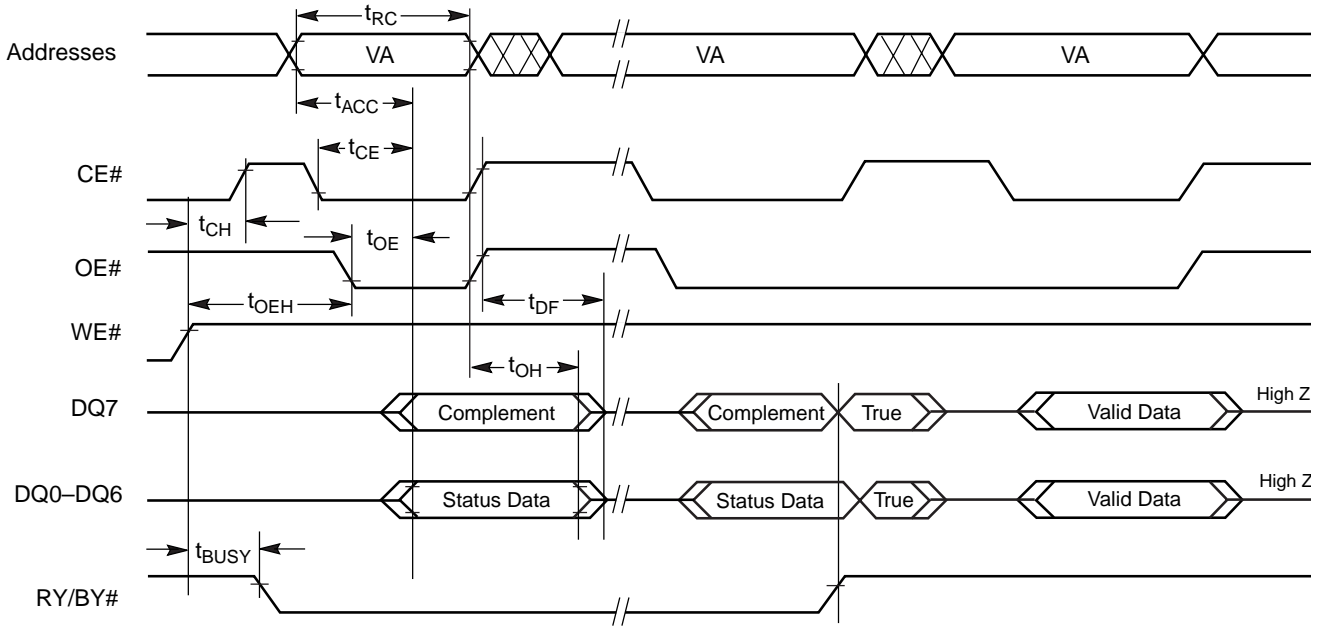 tRC
Addresses VA VA VA
tACC
tCE
CE#
tCH tOE
OE#
tOEH tDF
WE#
tOH
DQ7 Complement Complement True Valid Data High Z
DQ0–DQ6 Status Data Status Data True Valid Data High Z
tBUSY
RY/BY#